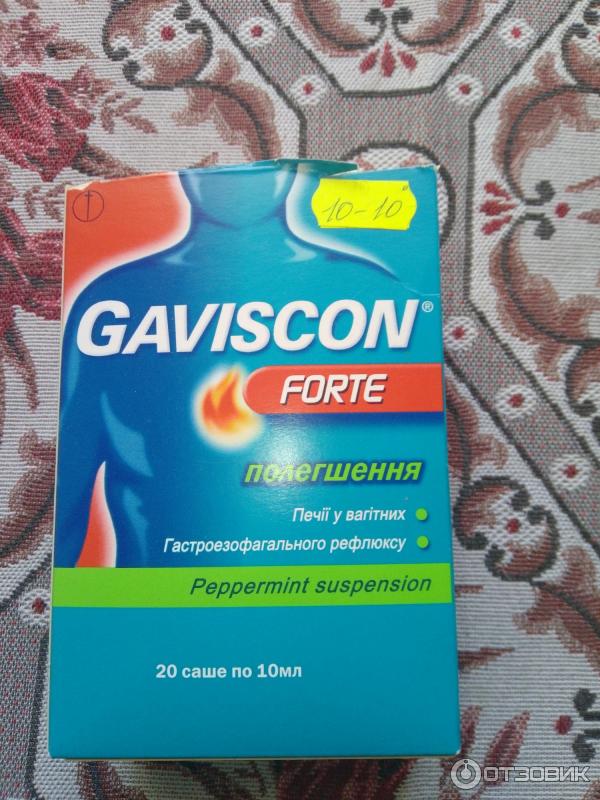 10-10
GAVISCON®
FORTE
полегшення
Печії у вагітних
Гастроезофагального рефлюксу
Peppermint suspension
20 саше по 10мл
ОТЗОВИК